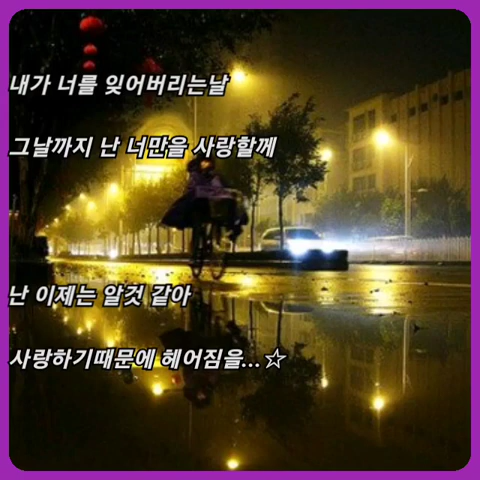 내가 너를 잊어버리는날
그날까지 난 너만을 사랑할께
난 이제는 알것 같아
사랑하기때문에 헤어짐을...☆